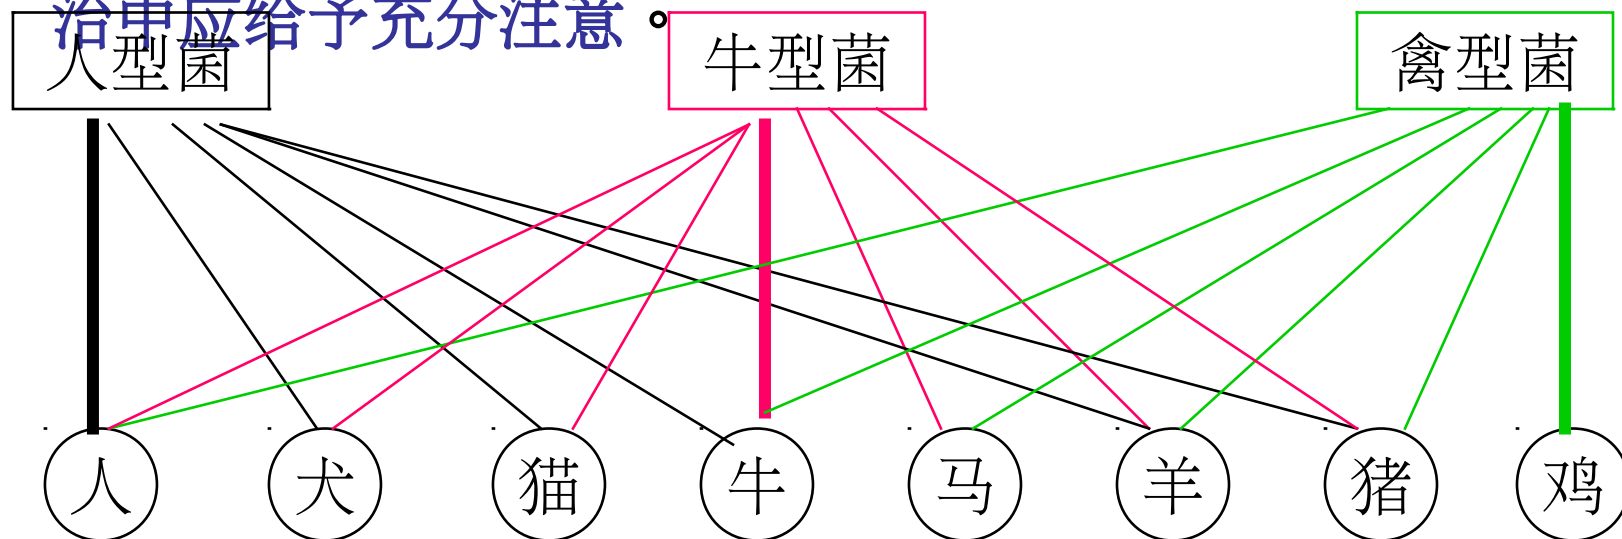 治中应给予充分注意。
人型菌 牛型菌 禽型菌
人 犬 猫 牛 马 羊 猪 鸡